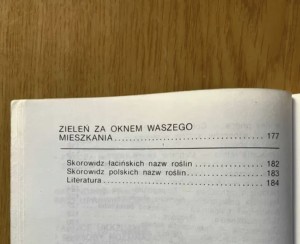 ZIELEŃ ZA OKNEM WASZEGO
MIESZKANIA........................................ 177
Skorowidz łacińskich nazw roślin................ 182
Skorowidz polskich nazw roślin.................. 183
Literatura.............................................. 184